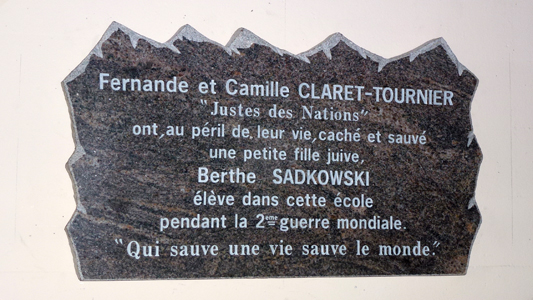 Fernande et Camille CLARET-TOURNIER
"Justes des Nations"
ont, au péril de leur vie, caché et sauvé
une petite fille juive,
Berthe SADKOWSKI
élève dans cette école
pendant la 2ème guerre mondiale.
"Qui sauve une vie sauve le monde."